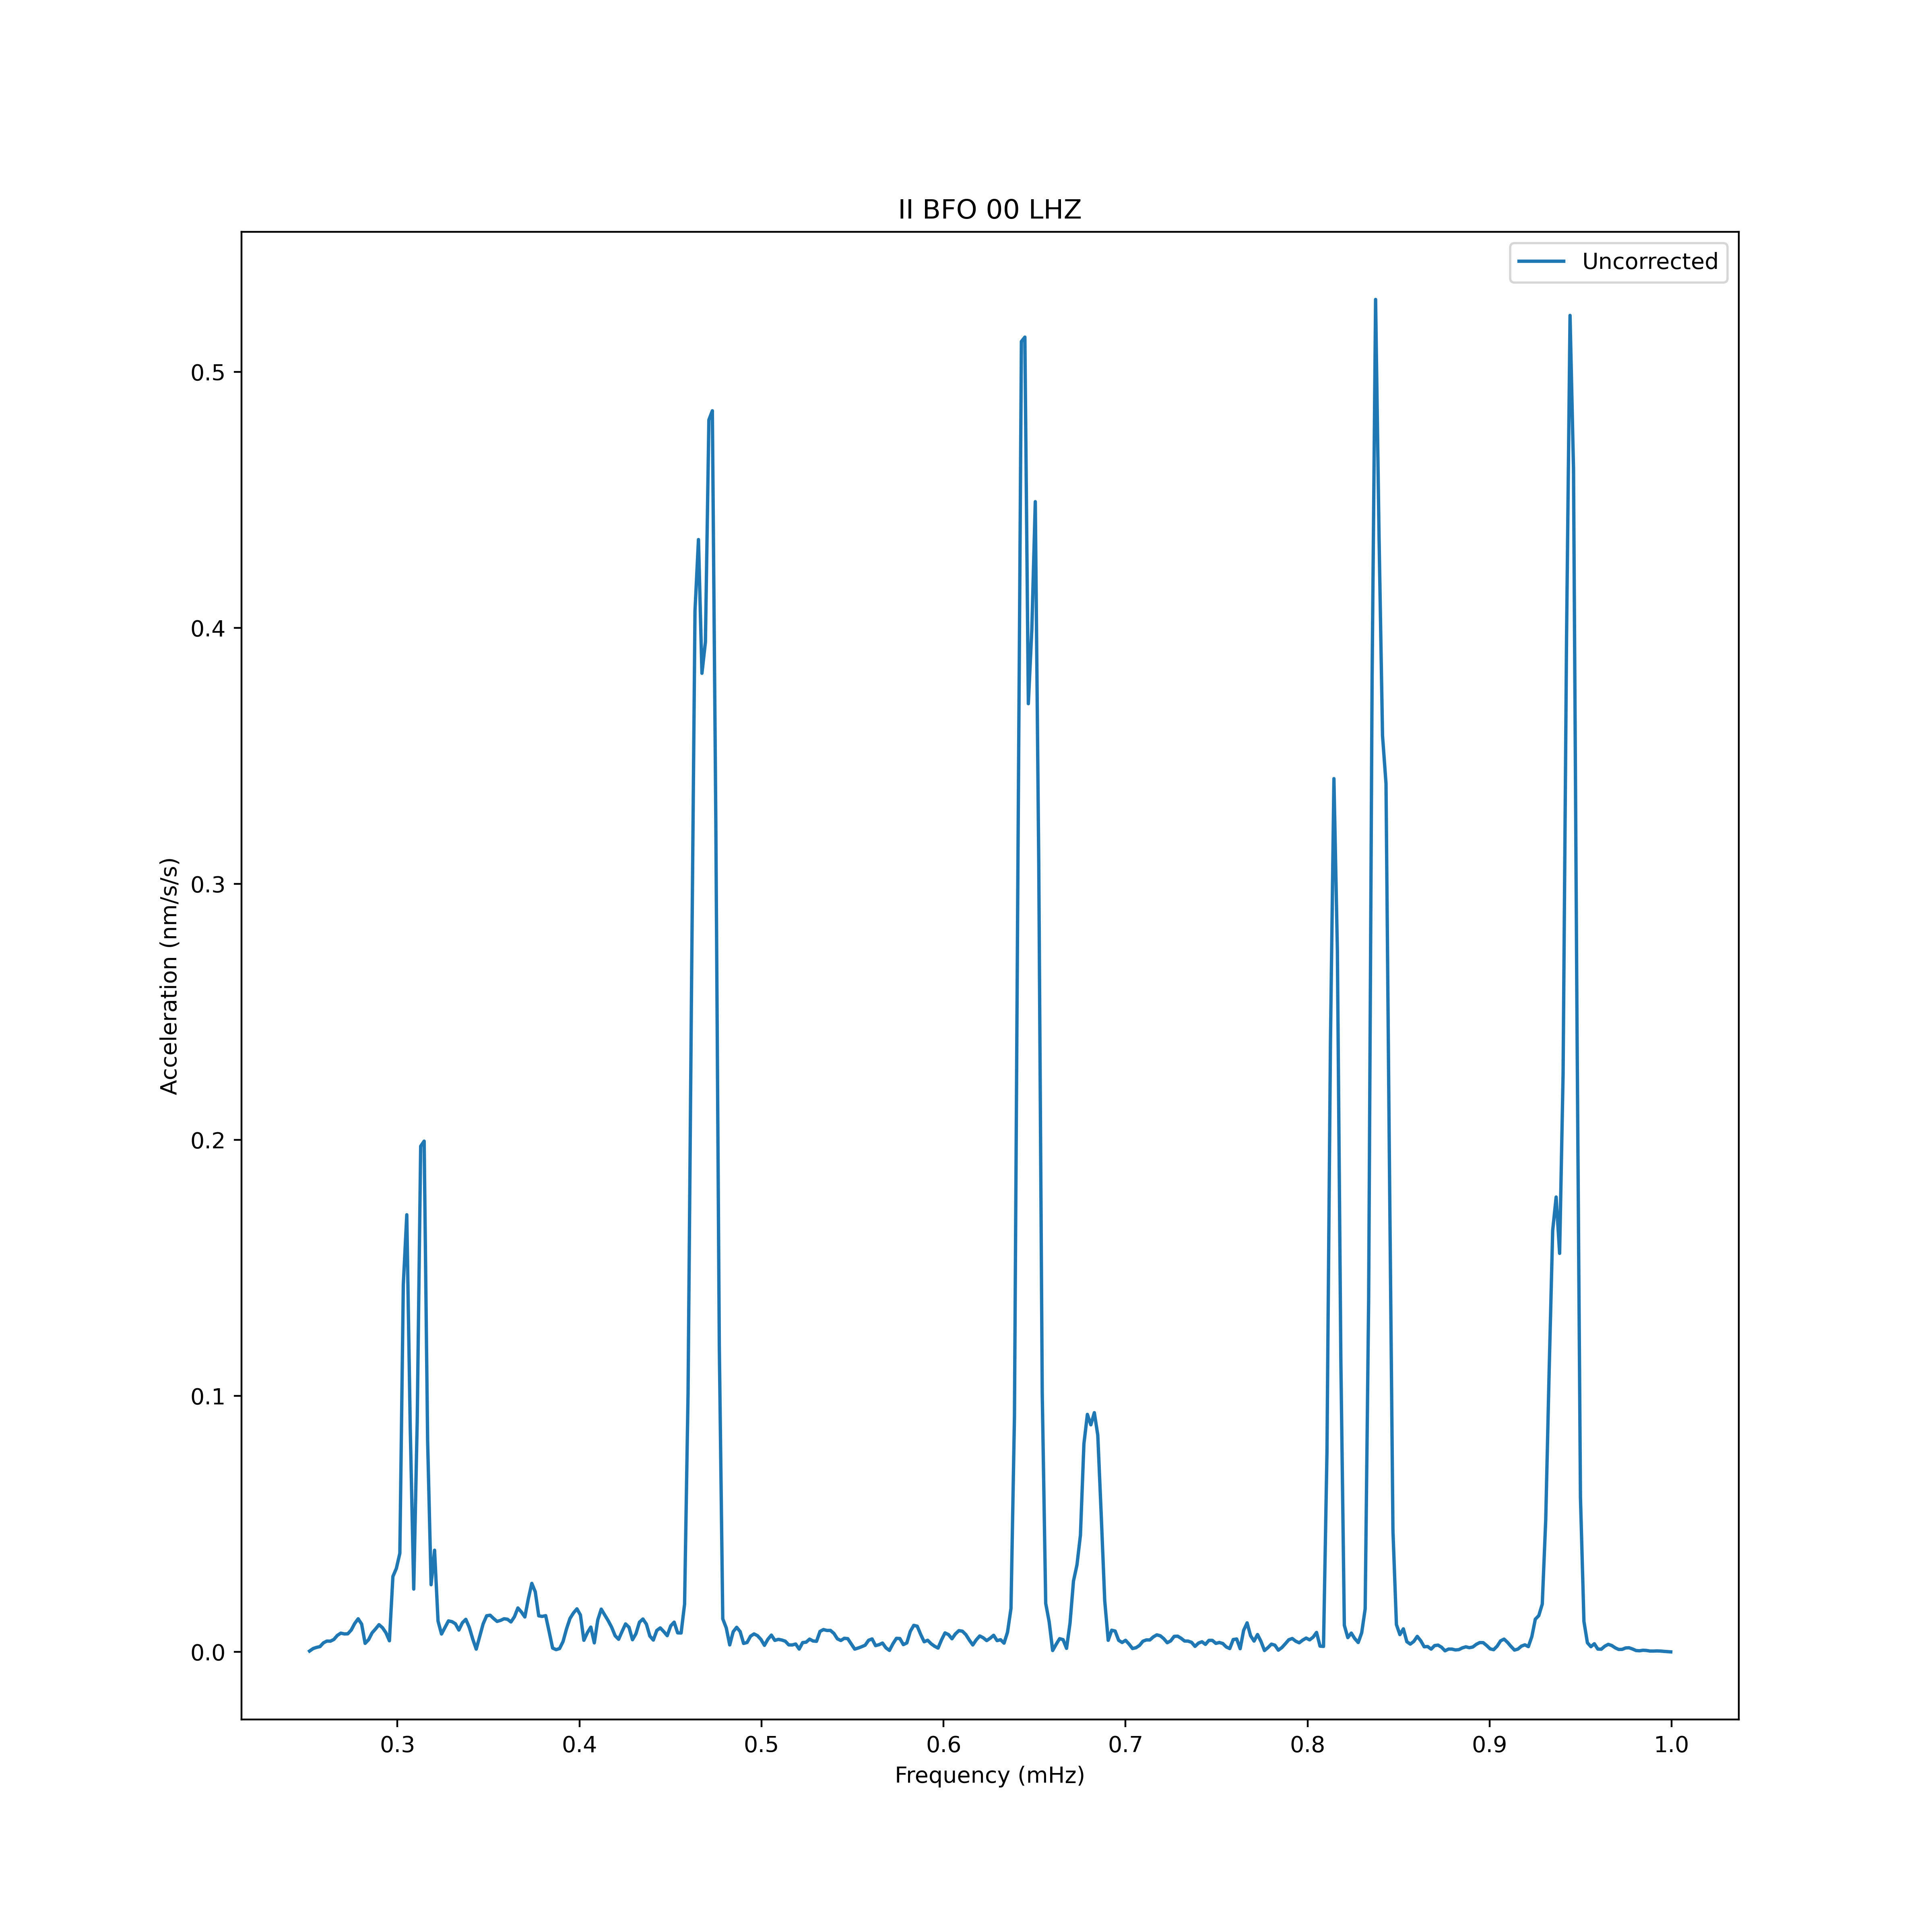 II BFO 00 LHZ
Uncorrected
0.5
0.4
0.3
0.2
0.1
0.0
Acceleration (nm/s/s)
0.3 0.4 0.5 0.6 0.7 0.8 0.9 1.0
Frequency (mHz)